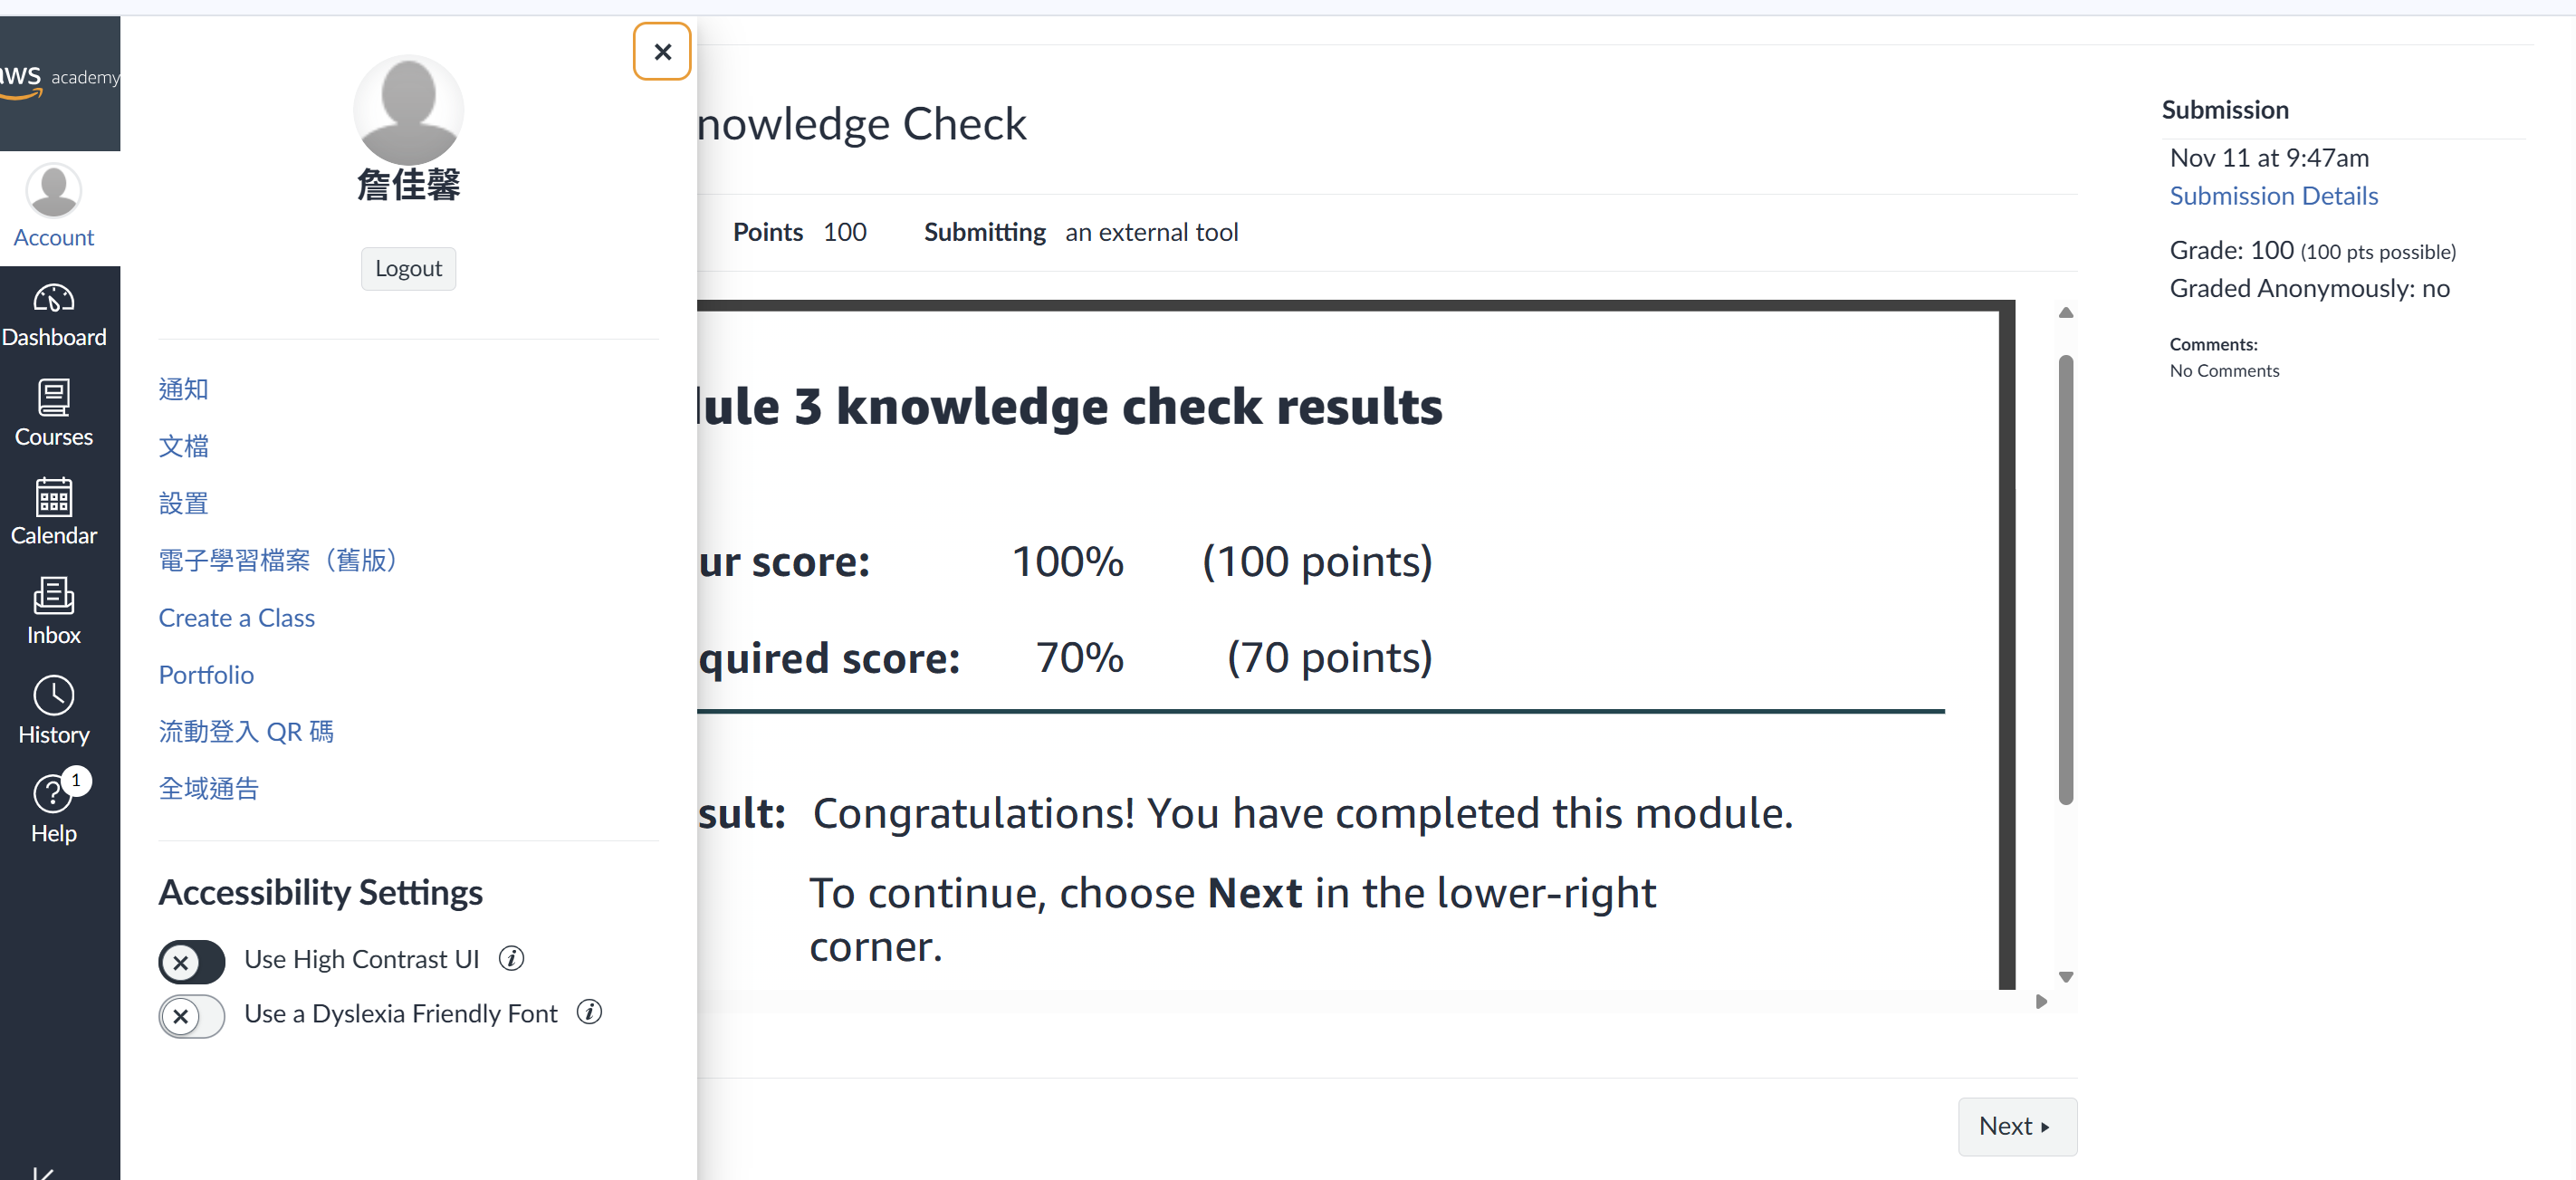 aws academy
Account
Dashboard
Courses
Calendar
Inbox
History
1
Help
詹佳馨
Logout
通知
文檔
設置
電子學習檔案（舊版）
Create a Class
Portfolio
流動登入 QR 碼
全域通告
Accessibility Settings
Use High Contrast UI
Use a Dyslexia Friendly Font
nowledge Check
Points 100 Submitting an external tool
ule 3 knowledge check results
ur score: 100% (100 points)
quired score: 70% (70 points)
sult: Congratulations! You have completed this module.
To continue, choose Next in the lower-right
corner.
Next
Submission
Nov 11 at 9:47am
Submission Details
Grade: 100 (100 pts possible)
Graded Anonymously: no
Comments:
No Comments